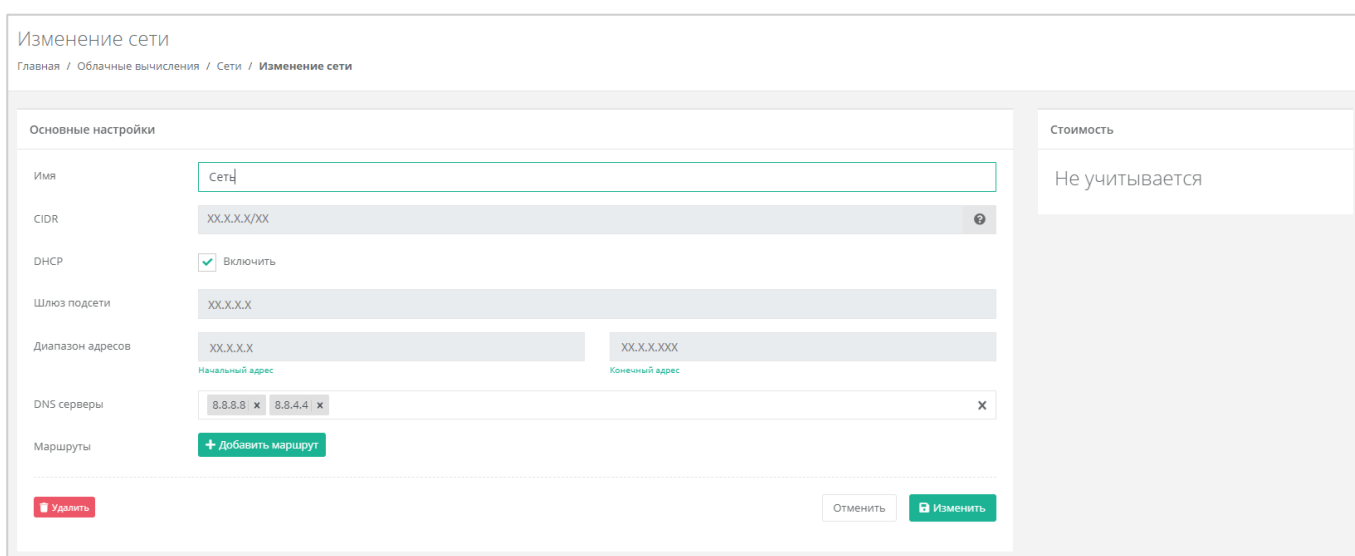 Изменение сети
Главная / Облачные вычисления / Сети / Изменение сети
Основные настройки
Стоимость
Имя
Сеть
Не учитывается
CIDR
XX.X.X.X/XX
DHCP
Включить
Шлюз подсети
XX.X.X.X
Диапазон адресов
XX.X.X.X
XX.X.X.XXX
Начальный адрес
Конечный адрес
DNS серверы
8.8.8.8 x 8.8.4.4 x
x
Маршруты
+ Добавить маршрут
Удалить
Отменить
Изменить